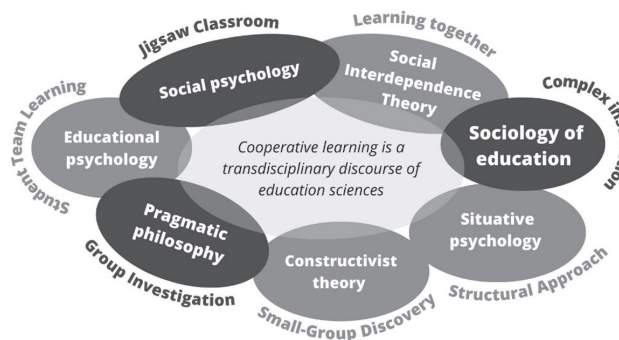 Jigsaw Classroom
Social psychology
Learning together
Social
Interdependence
Theory
Complex
Sociology of
education
Student Team Learning
Educational
psychology
Cooperative learning is a
transdisciplinary discourse of
education sciences
Pragmatic
philosophy
Group Investigation
Constructivist
theory
Small-Group Discovery
Situative
psychology
Structural Approach